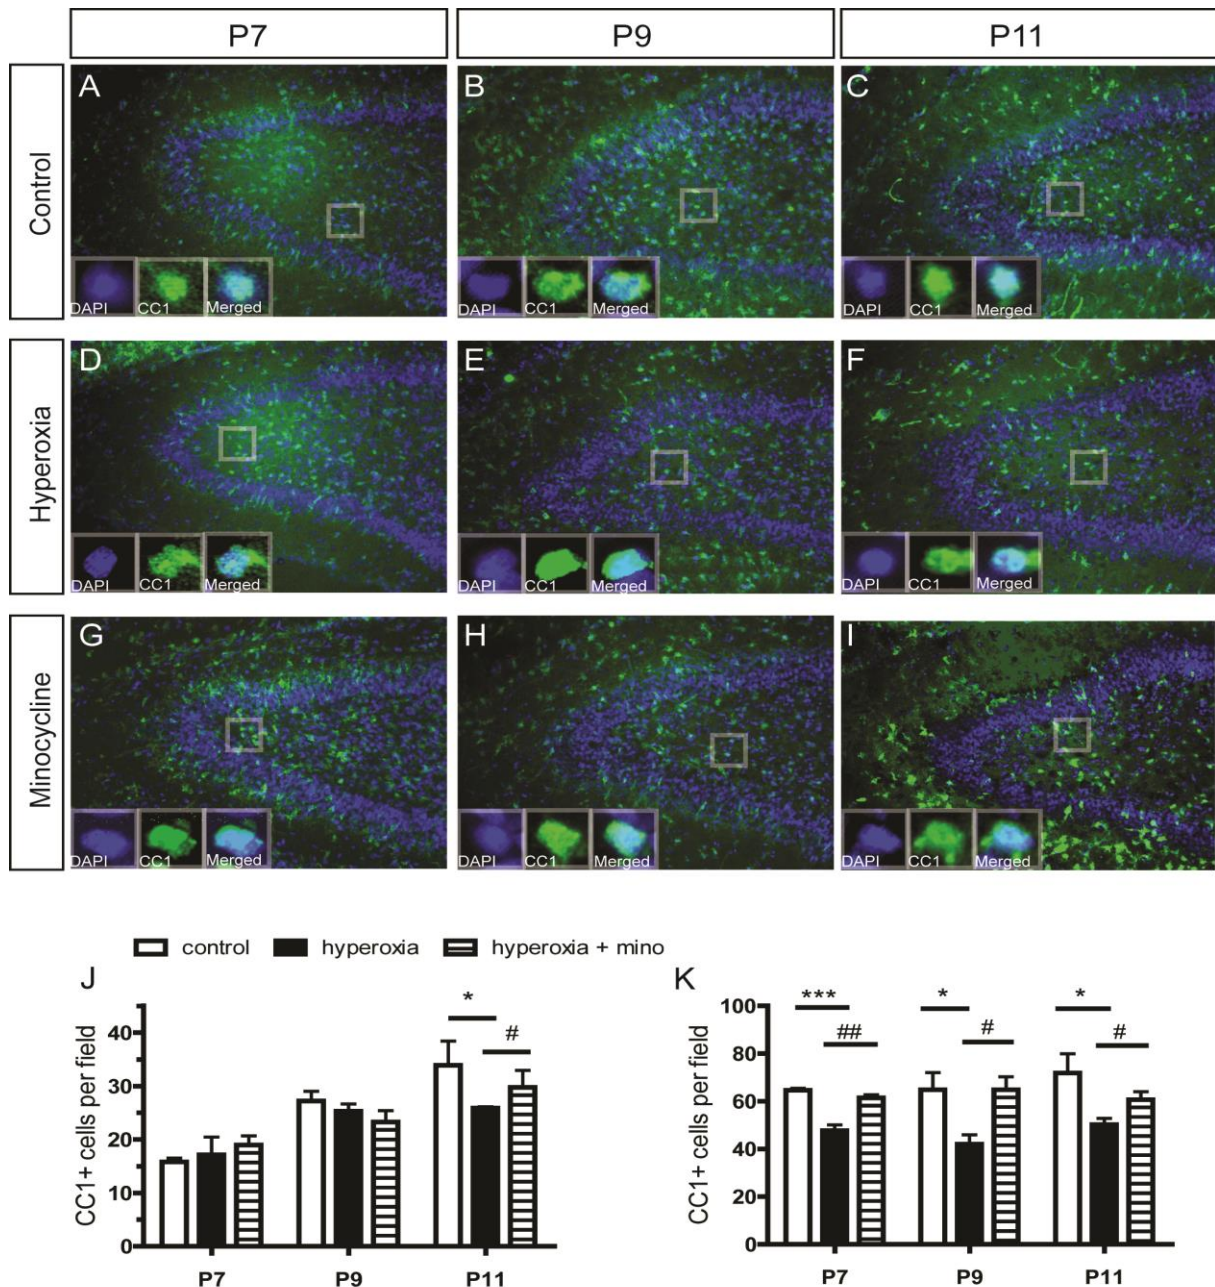 P7 P9 P11
Control
A B C
DAPI CC1 Merged DAPI CC1 Merged DAPI CC1 Merged
Hyperoxia
D E F
DAPI CC1 Merged DAPI CC1 Merged DAPI CC1 Merged
Minocycline
G H I
DAPI CC1 Merged DAPI CC1 Merged DAPI CC1 Merged
control hyperoxia hyperoxia + mino
J
CC1+ cells per field
40
30
20
10
0
* #
P7 P9 P11
K
CC1+ cells per field
100
80
60
40
20
0
*** * *
## # #
P7 P9 P11